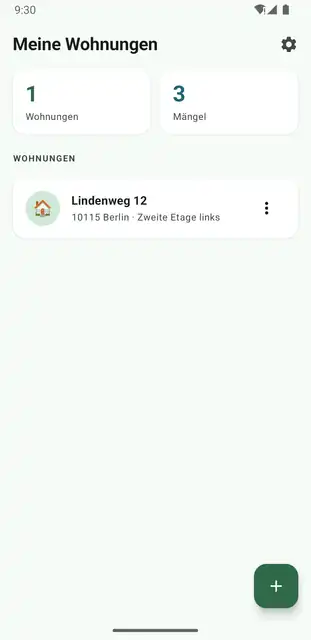 9:30
Meine Wohnungen
1
Wohnungen
3
Mängel
WOHNUNGEN
Lindenweg 12
10115 Berlin · Zweite Etage links
+